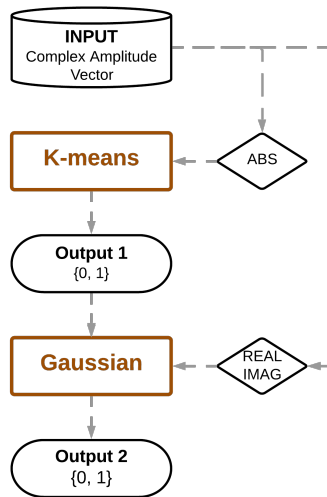 INPUT
Complex Amplitude
Vector
K-means
ABS
Output 1
{0, 1}
Gaussian
REAL
IMAG
Output 2
{0, 1}